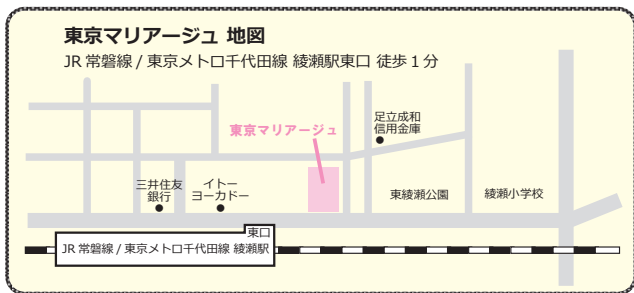 東京マリアージュ 地図
JR 常磐線 / 東京メトロ千代田線 綾瀬駅東口 徒歩 1 分
足立成和
信用金庫
東京マリアージュ
三井住友
銀行
イトー
ヨーカドー
東綾瀬公園
綾瀬小学校
東口
JR 常磐線 / 東京メトロ千代田線 綾瀬駅